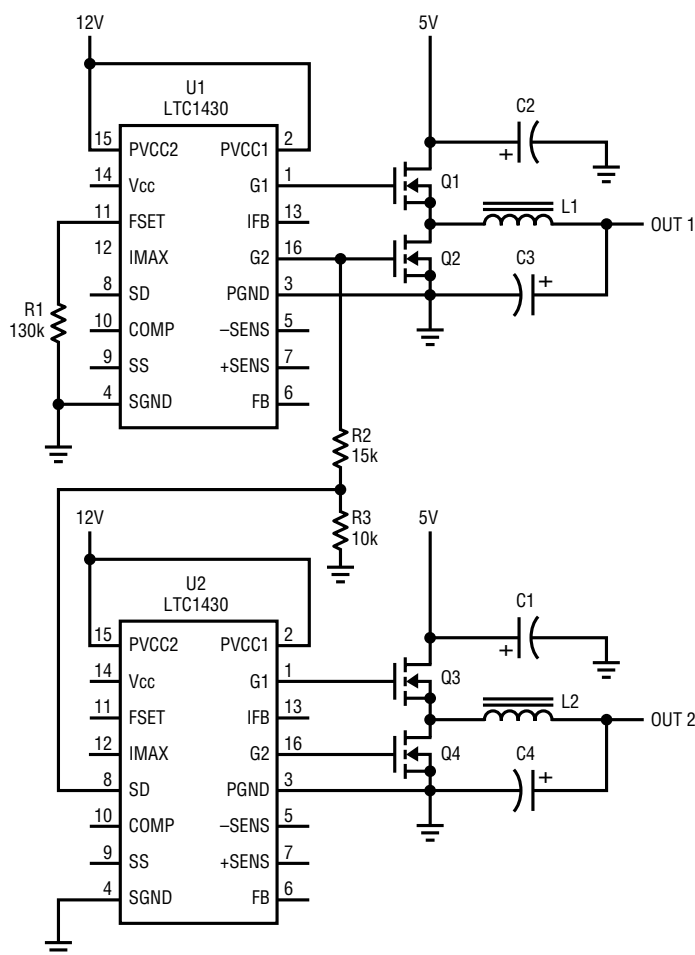 12V
5V
U1
LTC1430
C2
+
15 PVCC2 PVCC1 2
14 Vcc G1 1
Q1
11 FSET IFB 13
L1
OUT 1
12 IMAX G2 16
Q2
C3
+
8 SD PGND 3
R1
130k
10 COMP –SENS 5
9 SS +SENS 7
4 SGND FB 6
R2
15k
R3
10k
12V
5V
U2
LTC1430
C1
+
15 PVCC2 PVCC1 2
14 Vcc G1 1
Q3
11 FSET IFB 13
L2
OUT 2
12 IMAX G2 16
Q4
C4
+
8 SD PGND 3
10 COMP –SENS 5
9 SS +SENS 7
4 SGND FB 6